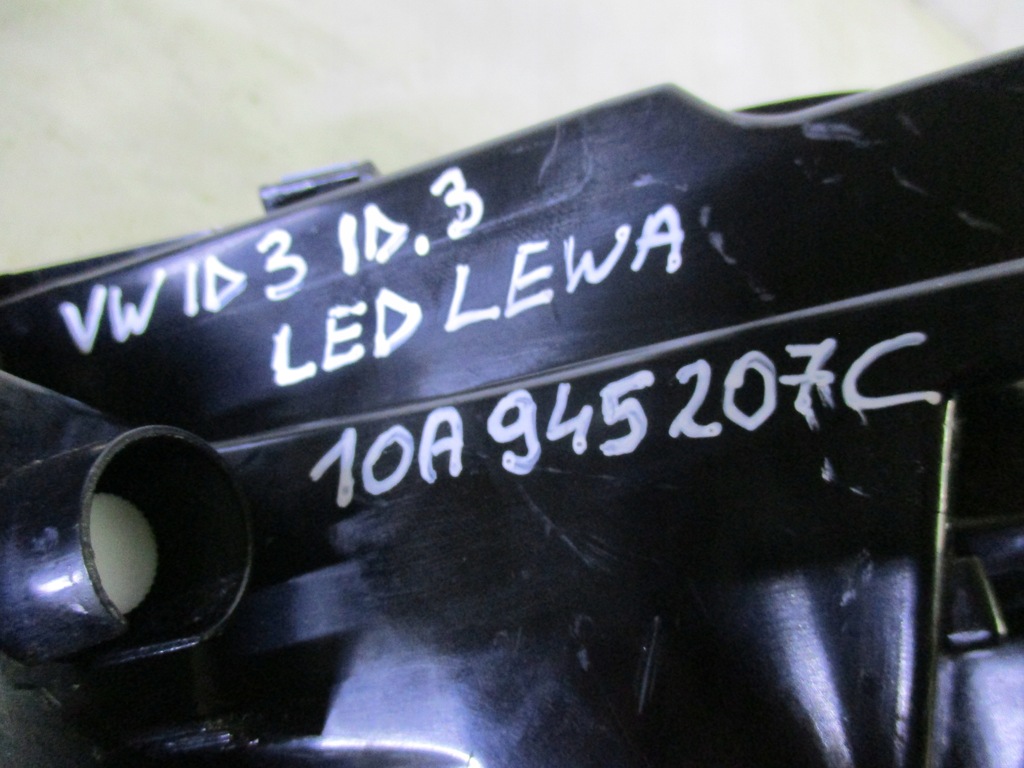 VW ID 3 ID.3
LED LEWA
10A 945 207 C